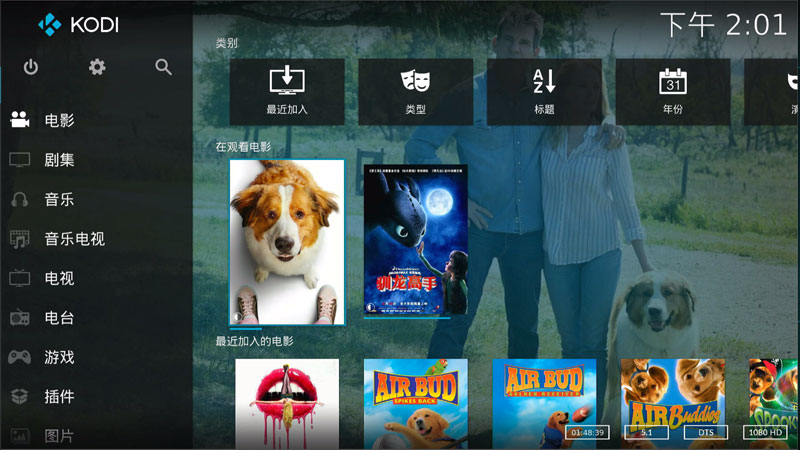 KODI
下午 2:01
类别
最近加入
类型
标题
年份
电影
剧集
音乐
音乐电视
电视
电台
游戏
插件
图片
在观看电影
驯龙高手
最近加入的电影
AIR BUD
SPIKES BACK
AIR BUD
GOLDEN RECEIVER
AIR Buddies
SPOOKY
01:48:39
5.1
DTS
1080 HD